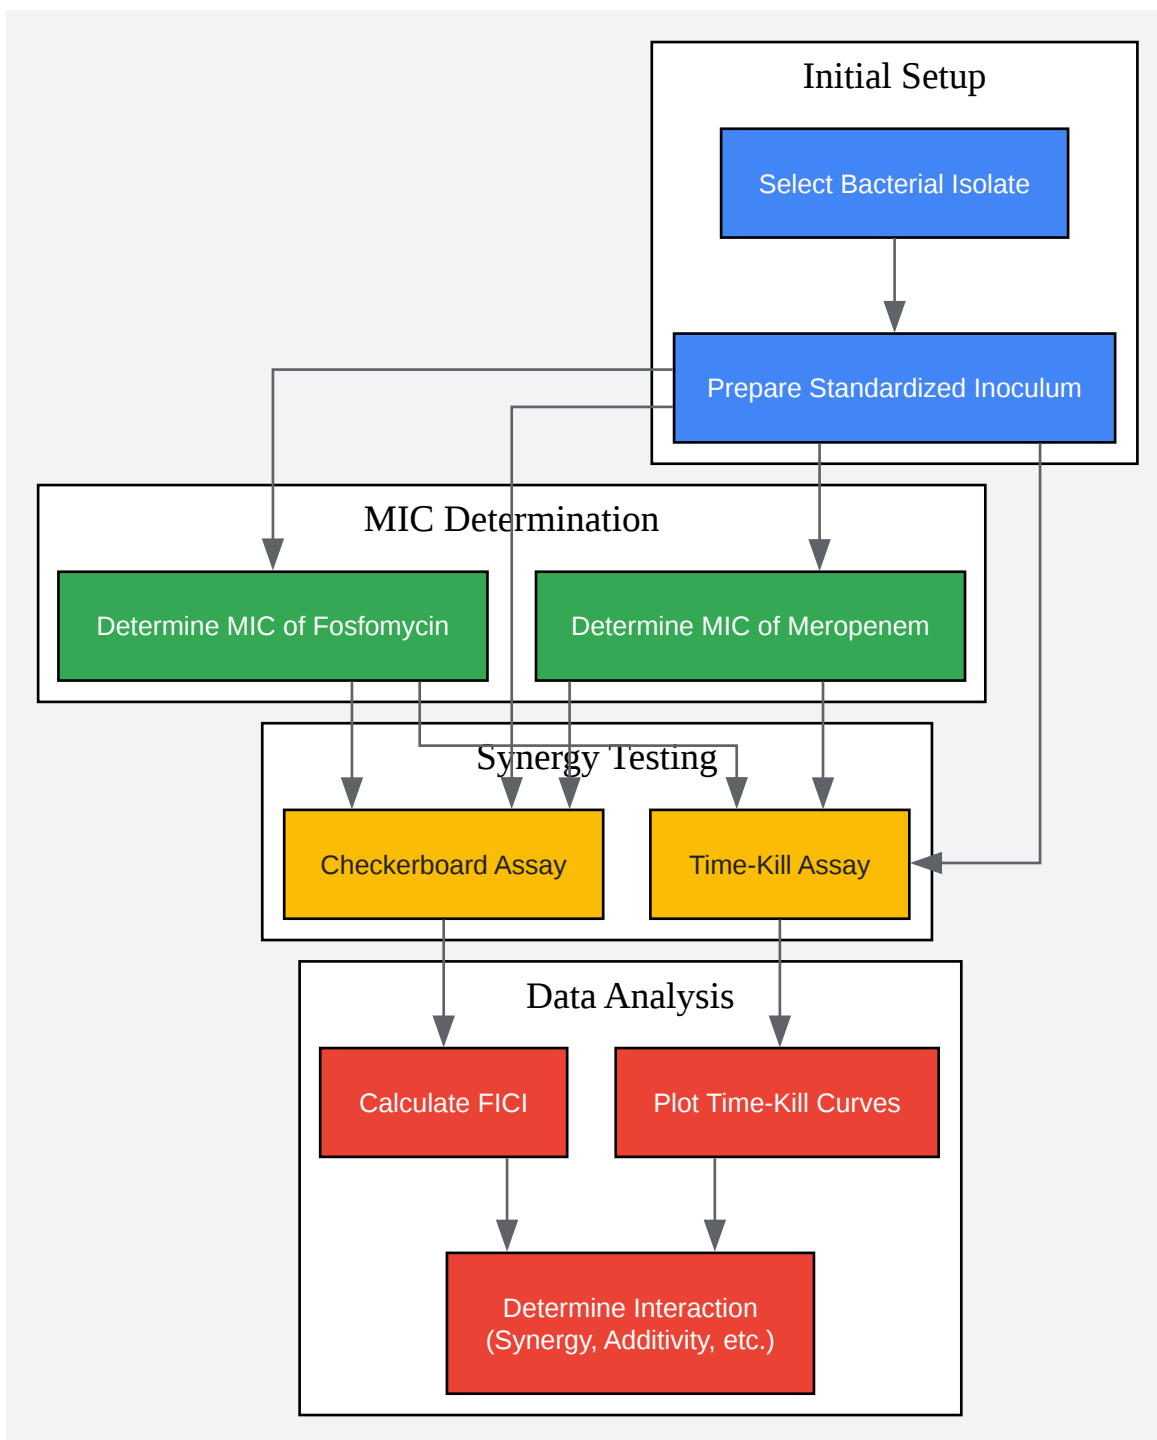 Initial Setup
Select Bacterial Isolate
Prepare Standardized Inoculum
MIC Determination
Determine MIC of Fosfomycin
Determine MIC of Meropenem
Synergy Testing
Checkerboard Assay
Time-Kill Assay
Data Analysis
Calculate FICI
Plot Time-Kill Curves
Determine Interaction
(Synergy, Additivity, etc.)